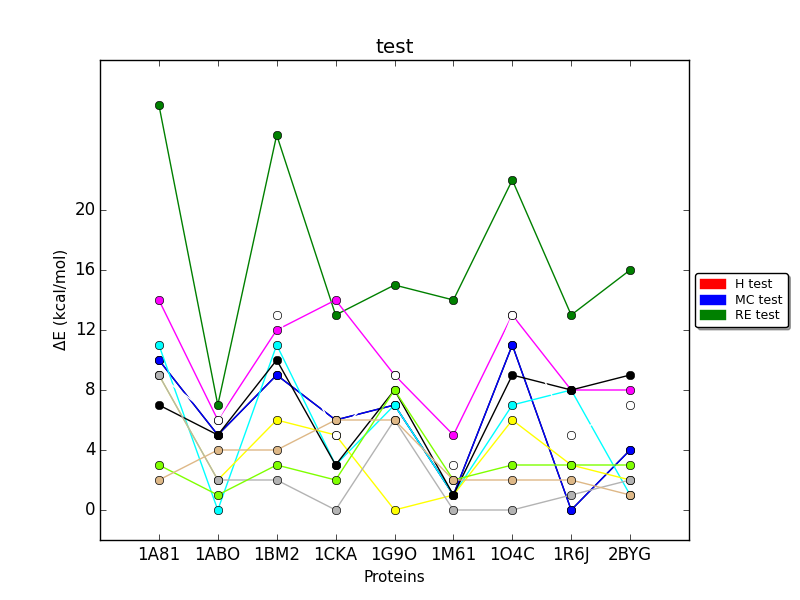 test
20
16
12
8
4
0
ΔE (kcal/mol)
1A81 1ABO 1BM2 1CKA 1G9O 1M61 1O4C 1R6J 2BYG
Proteins
H test
MC test
RE test